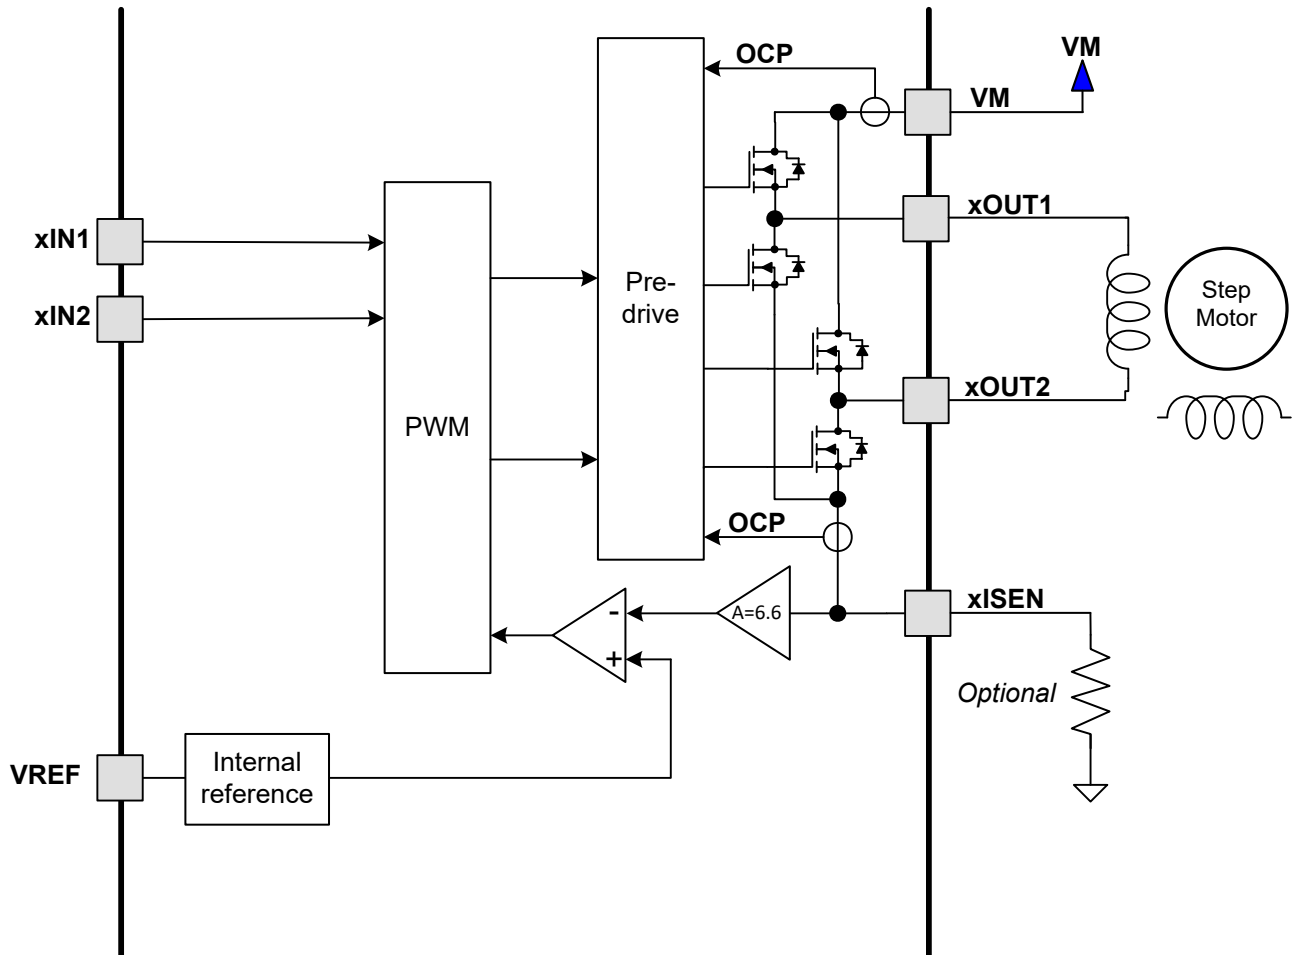 OCP
VM
VM
xIN1
xOUT1
xIN2
Pre-
drive
Step
Motor
xOUT2
PWM
OCP
xISEN
A=6.6
-
+
Optional
VREF
Internal
reference